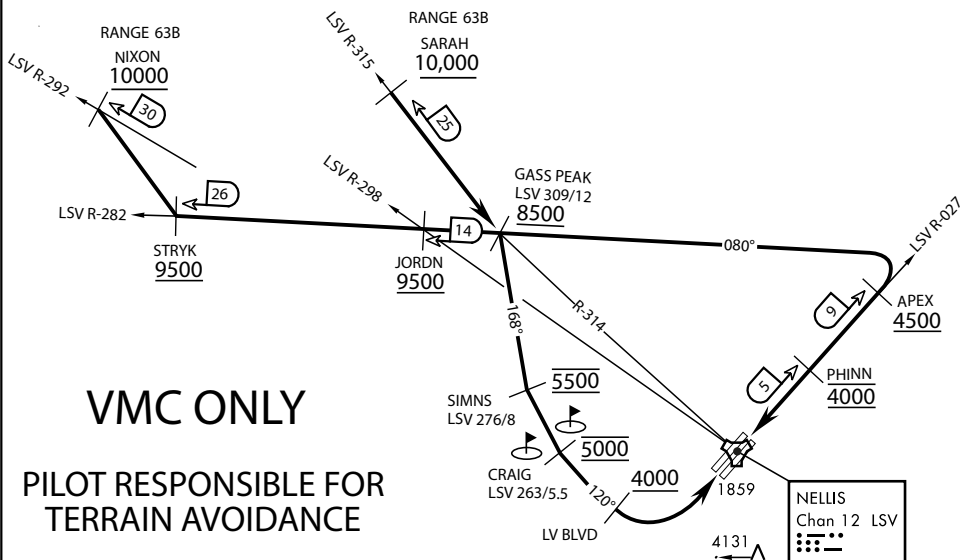 RANGE 63B
NIXON
10000
LSV R-292
30
26
LSV R-282
STRYK
9500
RANGE 63B
SARAH
10,000
LSV R-315
25
LSV R-298
14
JORDN
9500
GASS PEAK
LSV 309/12
8500
080°
LSV R-027
APEX
4500
9
5
PHINN
4000
R-314
168°
5500
SIMNS
LSV 276/8
5000
CRAIG
LSV 263/5.5
120°
4000
LV BLVD
1859
4131
NELLIS
Chan 12 LSV
VMC ONLY
PILOT RESPONSIBLE FOR
TERRAIN AVOIDANCE